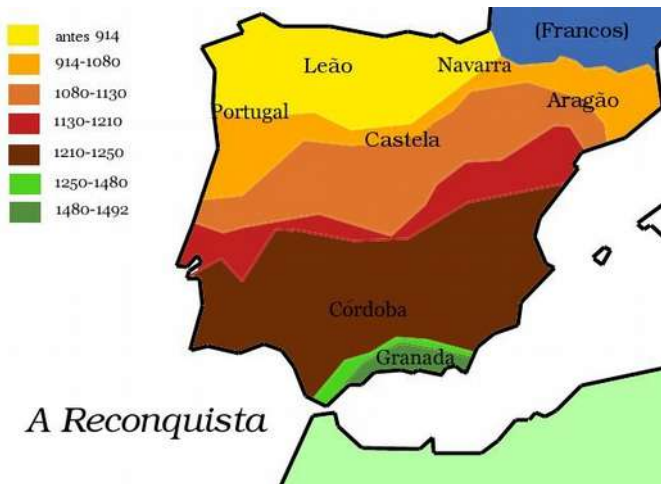 antes 914
914-1080
1080-1130
1130-1210
1210-1250
1250-1480
1480-1492
(Francos)
Leão
Navarra
Aragão
Portugal
Castela
Córdoba
Granada
A Reconquista